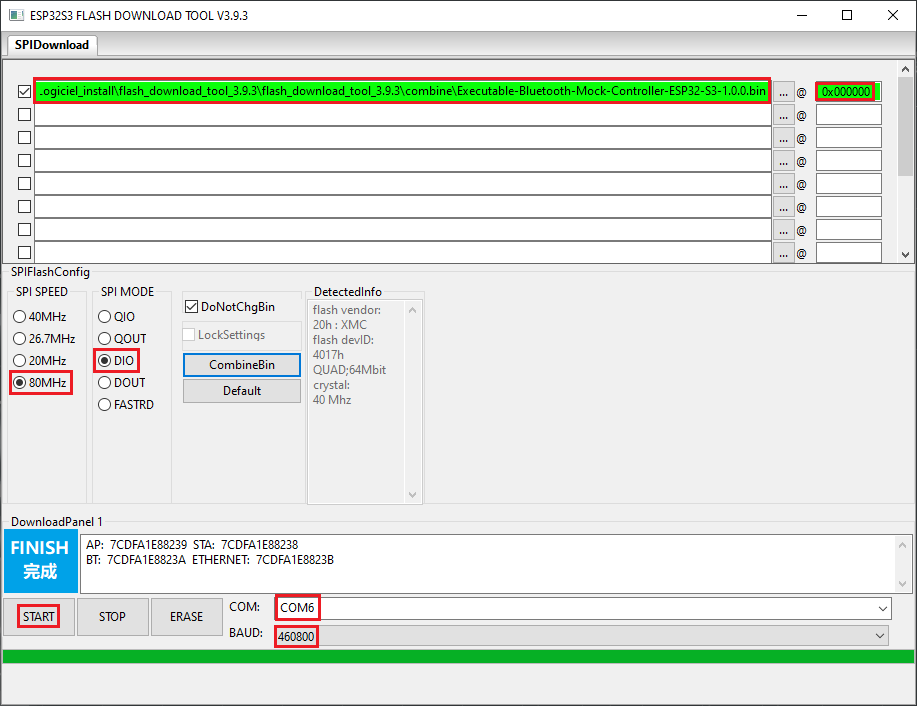 ESP32S3 FLASH DOWNLOAD TOOL V3.9.3
SPIDownload
..ogiciel_install\flash_download_tool_3.9.3\flash_download_tool_3.9.3\combine\Executable-Bluetooth-Mock-Controller-ESP32-S3-1.0.0.bin ... @ 0x000000
... @
... @
... @
... @
... @
... @
... @
SPIFlashConfig
SPI SPEED
40MHz
26.7MHz
20MHz
80MHz
SPI MODE
QIO
QOUT
DIO
DOUT
FASTRD
DoNotChgBin
LockSettings
CombineBin
Default
DetectedInfo
flash vendor:
20h : XMC
flash devID:
4017h
QUAD;64Mbit
crystal:
40 Mhz
DownloadPanel 1
FINISH
完成
AP: 7CDFA1E88239 STA: 7CDFA1E88238
BT: 7CDFA1E8823A ETHERNET: 7CDFA1E8823B
START
STOP
ERASE
COM: COM6
BAUD: 460800